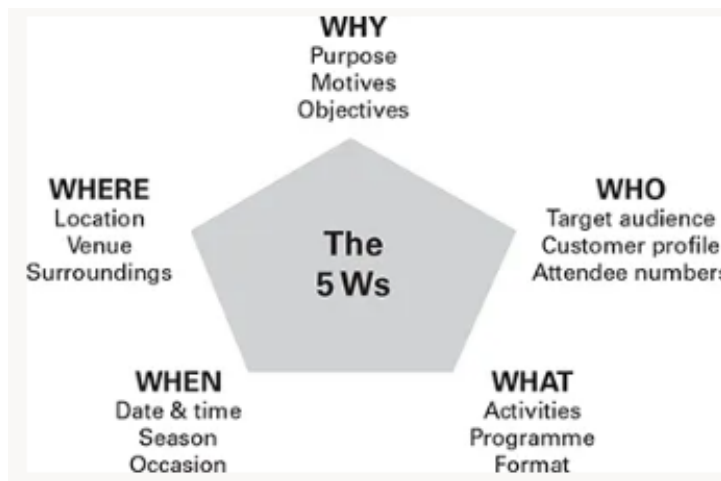 WHY
Purpose
Motives
Objectives
WHERE
Location
Venue
Surroundings
WHO
Target audience
Customer profile
Attendee numbers
The
5 Ws
WHEN
Date & time
Season
Occasion
WHAT
Activities
Programme
Format